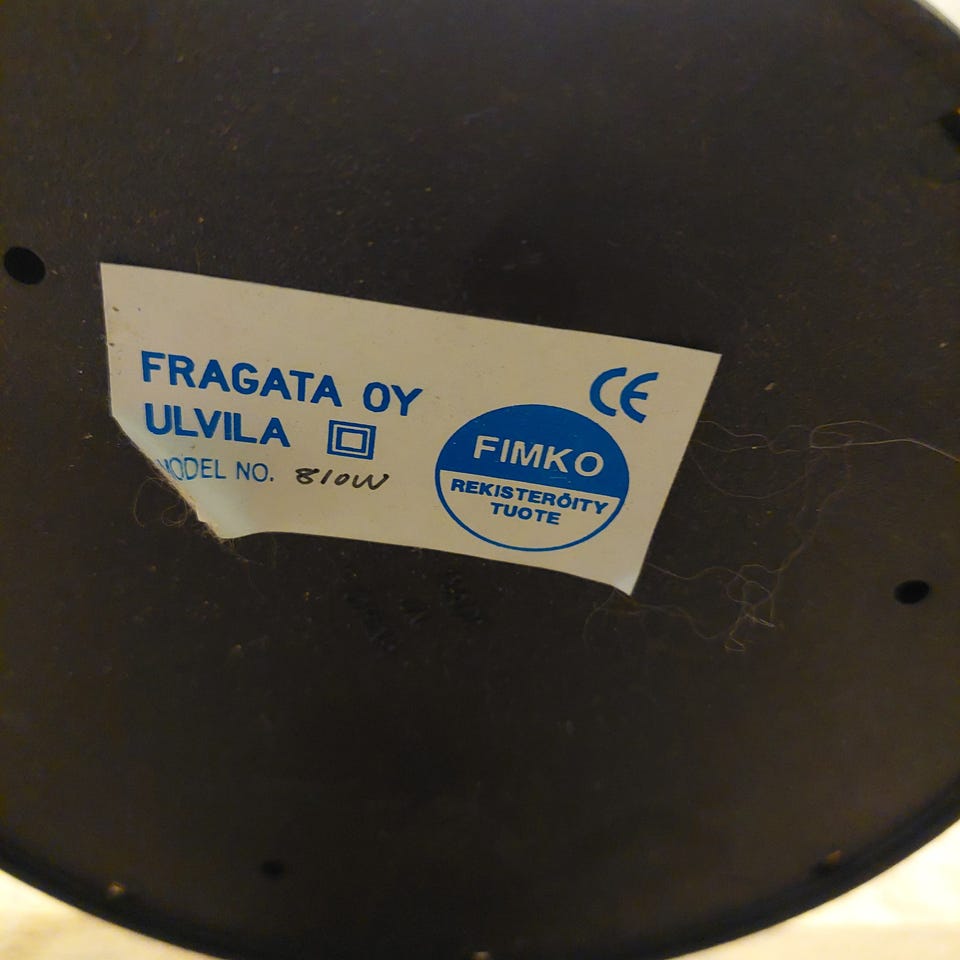 FRAGATA OY
ULVILA
MODEL NO. 810W
CE
FIMKO
REKISTERÖITY
TUOTE